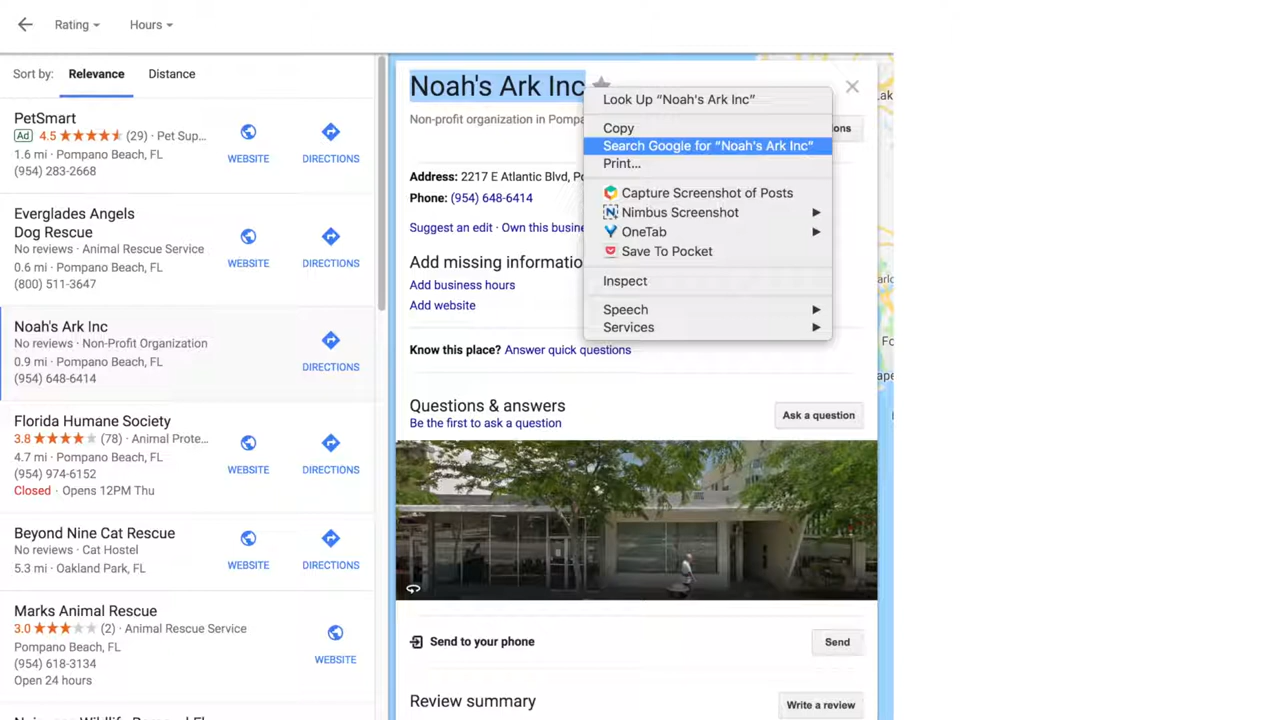 Rating
Hours
Sort by:
Relevance
Distance
PetSmart
Ad 4.5 (29) · Pet Sup...
1.6 mi · Pompano Beach, FL
(954) 283-2668
WEBSITE
DIRECTIONS
Everglades Angels
Dog Rescue
No reviews · Animal Rescue Service
0.6 mi · Pompano Beach, FL
(800) 511-3647
WEBSITE
DIRECTIONS
Noah's Ark Inc
No reviews · Non-Profit Organization
0.9 mi · Pompano Beach, FL
(954) 648-6414
DIRECTIONS
Florida Humane Society
3.8 (78) · Animal Prote...
4.7 mi · Pompano Beach, FL
(954) 974-6152
Closed · Opens 12PM Thu
WEBSITE
DIRECTIONS
Beyond Nine Cat Rescue
No reviews · Cat Hostel
5.3 mi · Oakland Park, FL
WEBSITE
DIRECTIONS
Marks Animal Rescue
3.0 (2) · Animal Rescue Service
Pompano Beach, FL
(954) 618-3134
Open 24 hours
WEBSITE
Noah's Ark Inc
Non-profit organization in Pompa
ons
Address: 2217 E Atlantic Blvd, Po
Phone: (954) 648-6414
Suggest an edit · Own this busine
Add missing informatio
Add business hours
Add website
Know this place? Answer quick questions
Questions & answers
Be the first to ask a question
Ask a question
Send to your phone
Send
Review summary
Write a review
Look Up “Noah's Ark Inc”
Copy
Search Google for “Noah's Ark Inc”
Print...
Capture Screenshot of Posts
Nimbus Screenshot
OneTab
Save To Pocket
Inspect
Speech
Services
Lak
arlo
Fo
ape